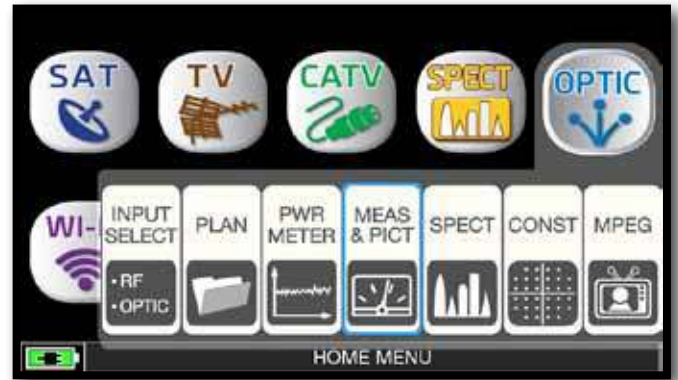 SAT TV CATV SPECT OPTIC
WI-
INPUT SELECT PLAN PWR METER MEAS & PICT SPECT CONST MPEG
•RF
•OPTIC
HOME MENU